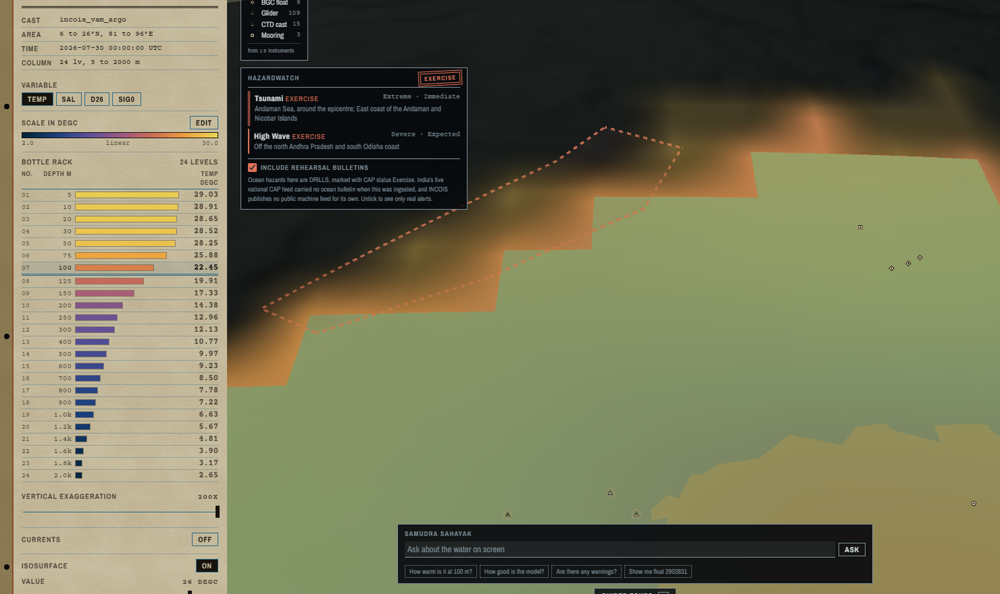 CAST incois_vam_argo
AREA 6 to 26°N, 81 to 96°E
TIME 2026-07-30 00:00:00 UTC
COLUMN 24 lv, 5 to 2000 m
VARIABLE
TEMP SAL D26 SIG0
SCALE IN DEGC EDIT
2.0 linear 30.0
BOTTLE RACK 24 LEVELS
NO. DEPTH M TEMP
DEGC
01 5 29.03
02 10 28.91
03 20 28.65
04 30 28.52
05 50 28.25
06 75 25.88
07 100 22.45
08 125 19.91
09 150 17.33
10 200 14.38
11 250 12.96
12 300 12.13
13 400 10.77
14 500 9.97
15 600 9.23
16 700 8.50
17 800 7.78
18 900 7.22
19 1.0k 6.63
20 1.2k 5.67
21 1.4k 4.81
22 1.6k 3.90
23 1.8k 3.17
24 2.0k 2.65
VERTICAL EXAGGERATION 200X
CURRENTS OFF
ISOSURFACE ON
VALUE 26 DEGC
BGC float 9
Glider 109
CTD cast 15
Mooring 3
from 19 instruments
HAZARDWATCH EXERCISE
Tsunami EXERCISE Extreme · Immediate
Andaman Sea, around the epicentre; East coast of the Andaman and
Nicobar Islands
High Wave EXERCISE Severe · Expected
Off the north Andhra Pradesh and south Odisha coast
INCLUDE REHEARSAL BULLETINS
Ocean hazards here are DRILLS, marked with CAP status Exercise. India's live
national CAP feed carried no ocean bulletin when this was ingested, and INCOIS
publishes no public machine feed for its own. Untick to see only real alerts.
SAMUDRA SAHAYAK
Ask about the water on screen ASK
How warm is it at 100 m? How good is the model? Are there any warnings? Show me float 2903831